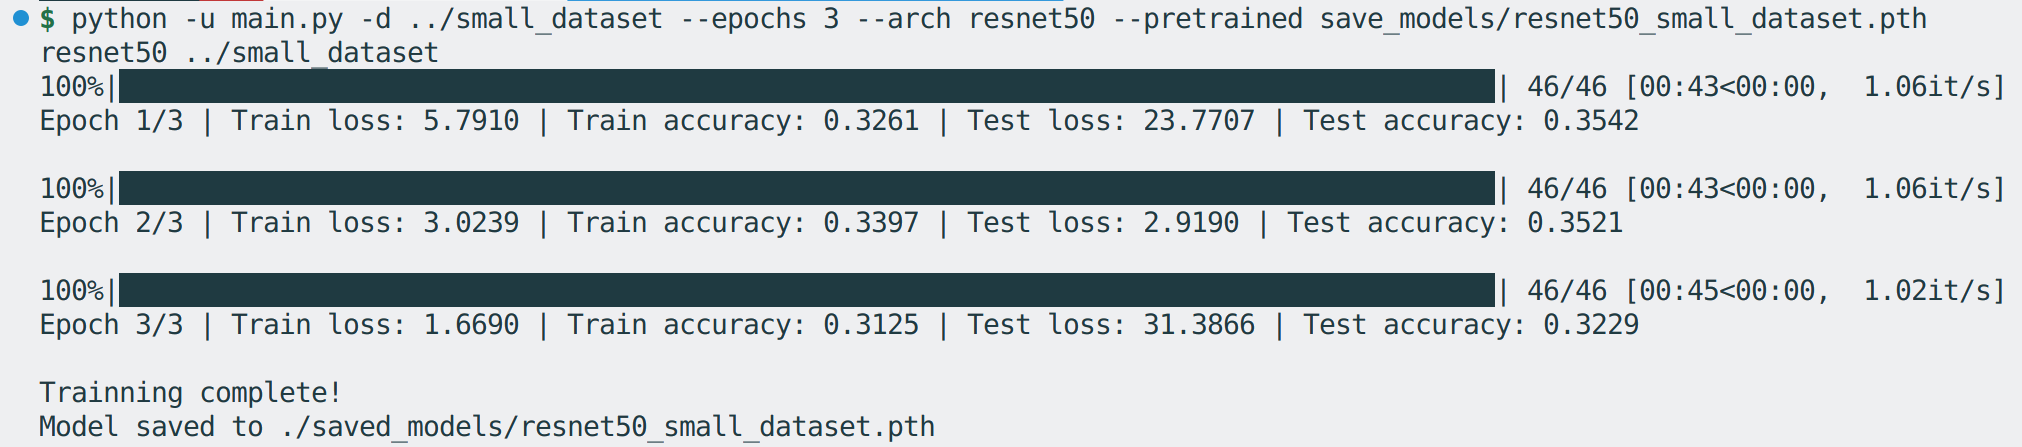 $ python -u main.py -d ../small_dataset --epochs 3 --arch resnet50 --pretrained save_models/resnet50_small_dataset.pth
resnet50 ../small_dataset
100%|██████████| 46/46 [00:43<00:00,  1.06it/s]
Epoch 1/3 | Train loss: 5.7910 | Train accuracy: 0.3261 | Test loss: 23.7707 | Test accuracy: 0.3542
100%|██████████| 46/46 [00:43<00:00,  1.06it/s]
Epoch 2/3 | Train loss: 3.0239 | Train accuracy: 0.3397 | Test loss: 2.9190 | Test accuracy: 0.3521
100%|██████████| 46/46 [00:45<00:00,  1.02it/s]
Epoch 3/3 | Train loss: 1.6690 | Train accuracy: 0.3125 | Test loss: 31.3866 | Test accuracy: 0.3229
Trainning complete!
Model saved to ./saved_models/resnet50_small_dataset.pth